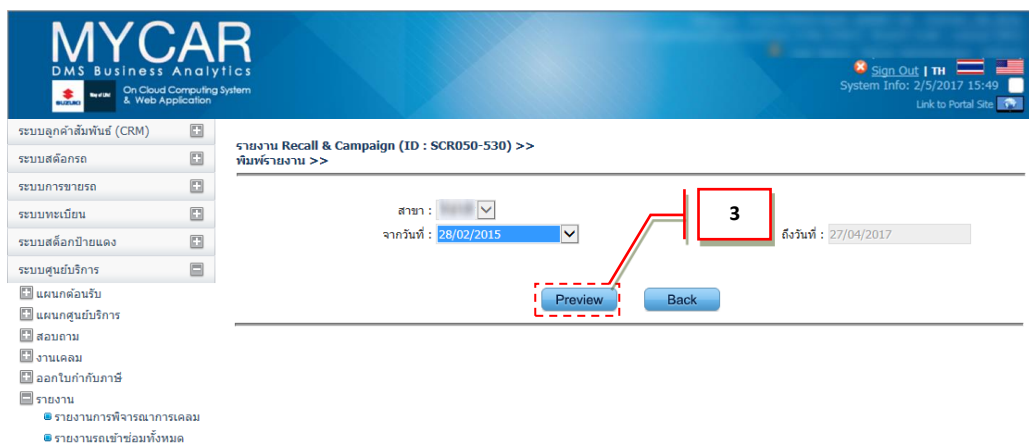 MYCAR
DMS Business Analytics
SUZUKI
Way of Life!
On Cloud Computing System
& Web Application
Sign Out | TH
System Info: 2/5/2017 15:49
Link to Portal Site
ระบบลูกค้าสัมพันธ์ (CRM)
ระบบสต๊อกรถ
ระบบการขายรถ
ระบบทะเบียน
ระบบสต็อกป้ายแดง
ระบบศูนย์บริการ
แผนกต้อนรับ
แผนกศูนย์บริการ
สอบถาม
งานเคลม
ออกใบกำกับภาษี
รายงาน
รายงานการพิจารณาการเคลม
รายงานรถเข้าซ่อมทั้งหมด
รายงาน Recall & Campaign (ID : SCR050-530) >>
พิมพ์รายงาน >>
สาขา :
จากวันที่ : 28/02/2015
ถึงวันที่ : 27/04/2017
3
Preview
Back